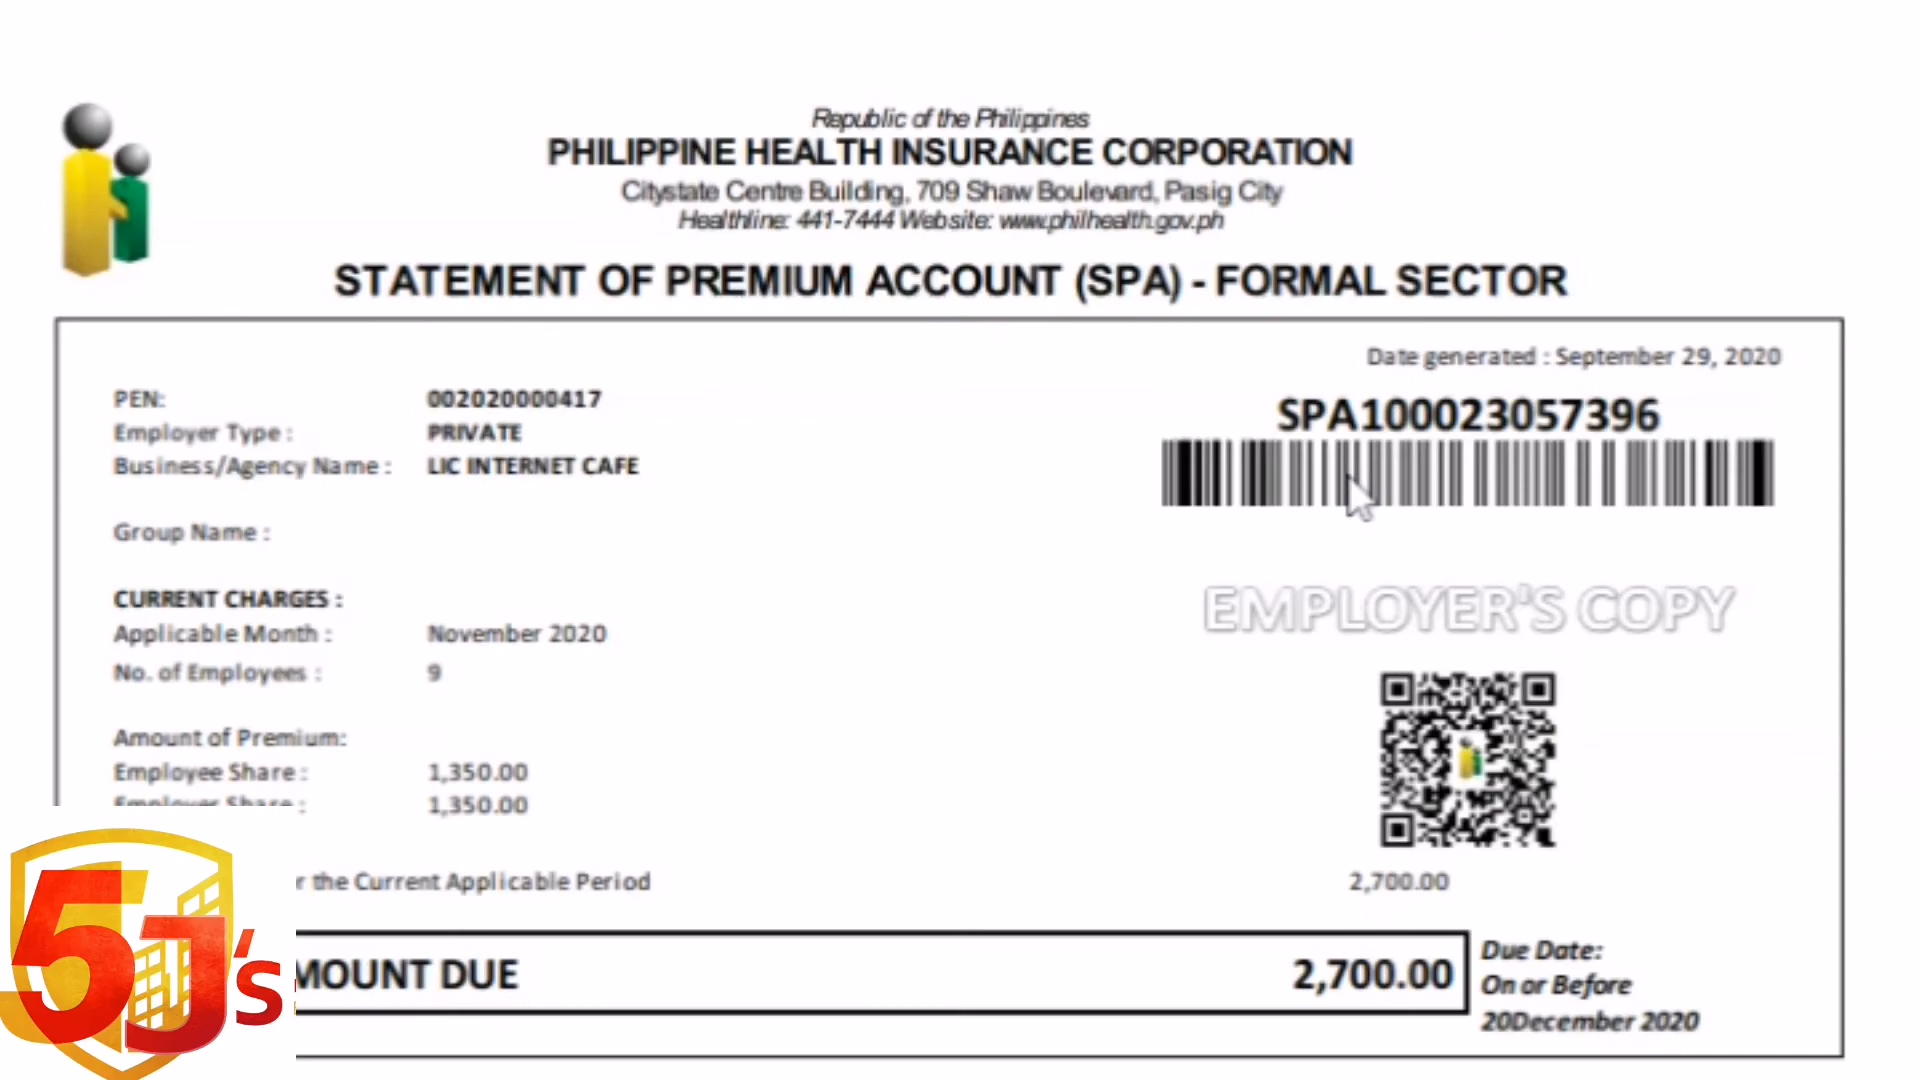 Republic of the Philippines
PHILIPPINE HEALTH INSURANCE CORPORATION
Citystate Centre Building, 709 Shaw Boulevard, Pasig City
Healthline: 441-7444 Website: www.philhealth.gov.ph
STATEMENT OF PREMIUM ACCOUNT (SPA) - FORMAL SECTOR
Date generated : September 29, 2020
PEN: 002020000417
SPA100023057396
Employer Type : PRIVATE
Business/Agency Name : LIC INTERNET CAFE
Group Name :
CURRENT CHARGES :
EMPLOYER'S COPY
Applicable Month : November 2020
No. of Employees : 9
Amount of Premium:
Employee Share : 1,350.00
Employer Share : 1,350.00
r the Current Applicable Period 2,700.00
MOUNT DUE 2,700.00
Due Date:
On or Before
20December 2020
5J's